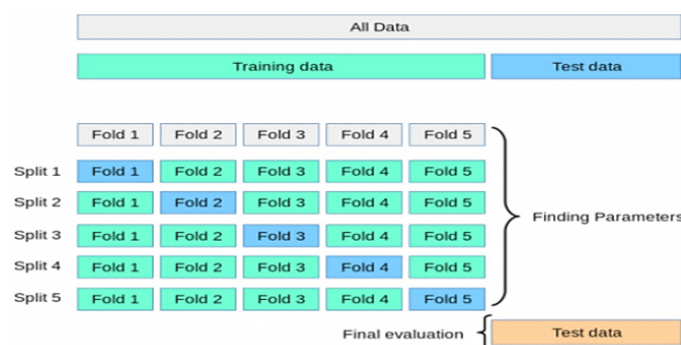 All Data
Training data Test data
Fold 1 Fold 2 Fold 3 Fold 4 Fold 5
Split 1 Fold 1 Fold 2 Fold 3 Fold 4 Fold 5
Split 2 Fold 1 Fold 2 Fold 3 Fold 4 Fold 5
Finding Parameters
Split 3 Fold 1 Fold 2 Fold 3 Fold 4 Fold 5
Split 4 Fold 1 Fold 2 Fold 3 Fold 4 Fold 5
Split 5 Fold 1 Fold 2 Fold 3 Fold 4 Fold 5
Final evaluation Test data